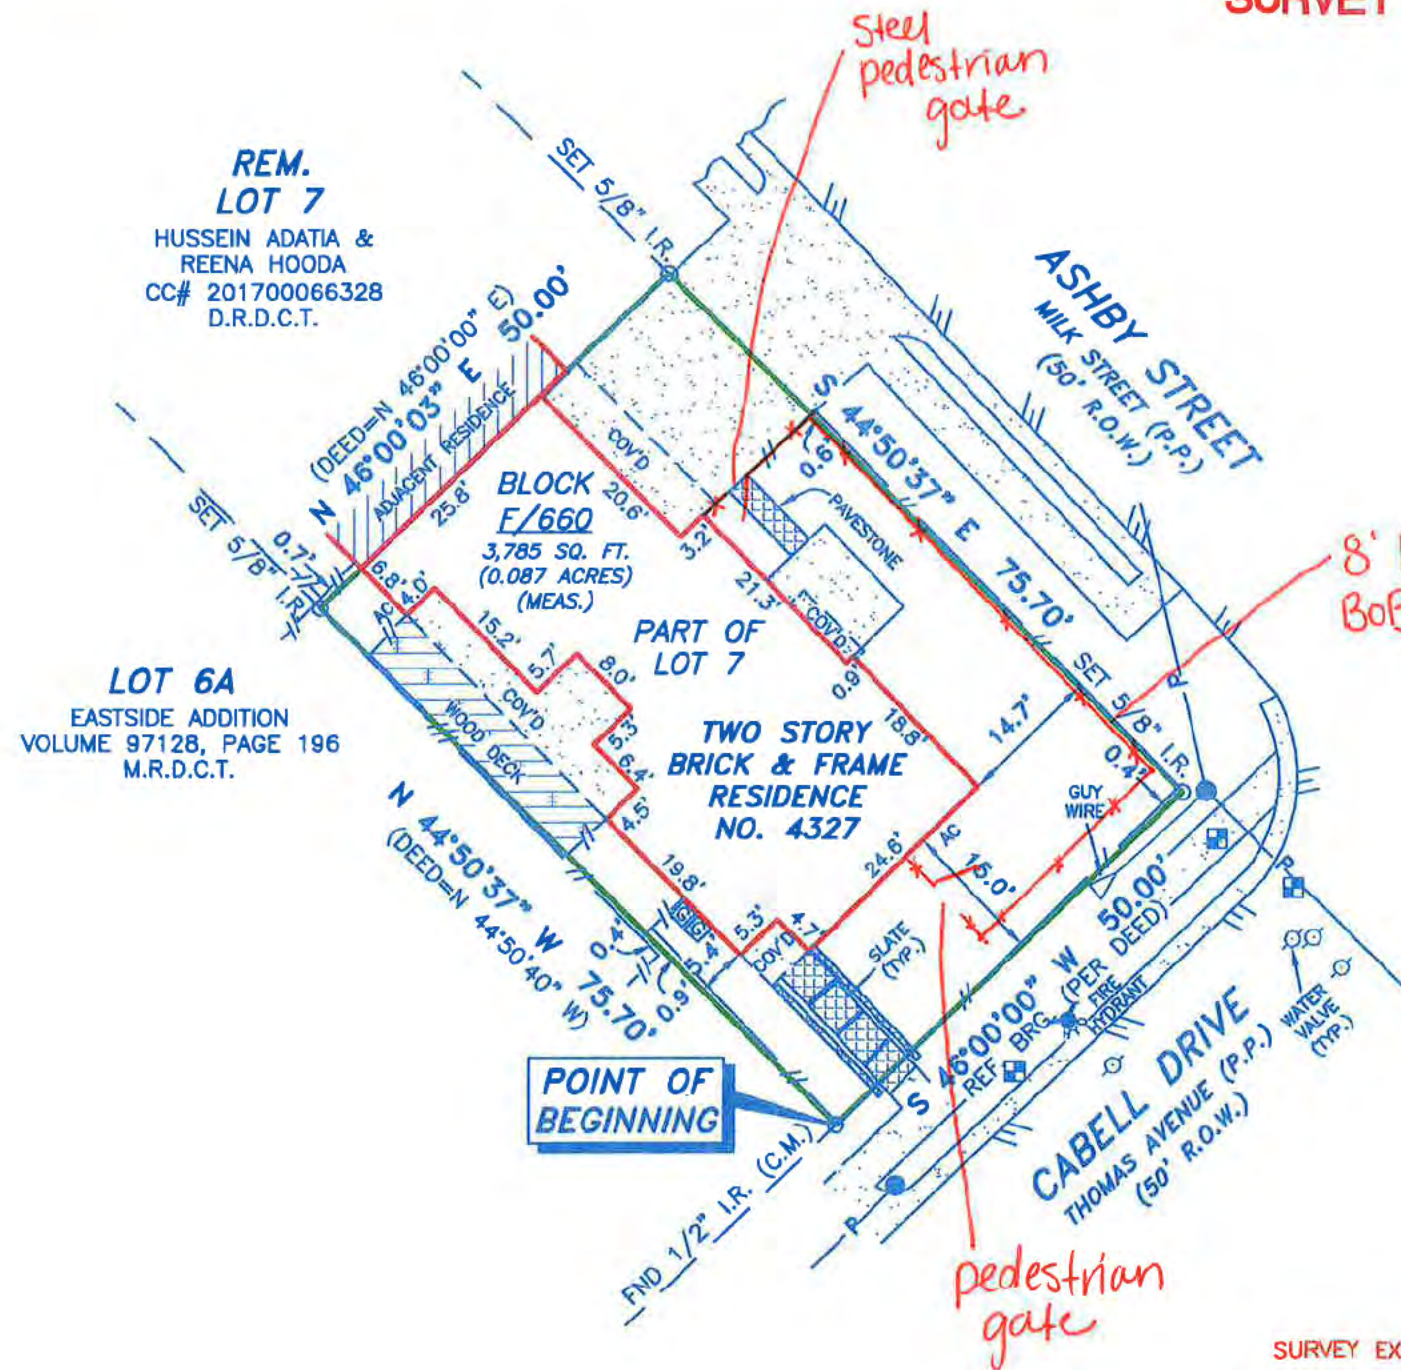 SURVEY
Steel
pedestrian
gate
SET 5/8" I.R.
REM.
LOT 7
HUSSEIN ADATIA &
REENA HOODA
CC# 201700066328
D.R.D.C.T.
(DEED=N 46°00'00" E)
N 46°00'03" E 50.00'
ADJACENT RESIDENCE
25.8'
ASHBY STREET
MILK STREET (P.P.)
(50' R.O.W.)
S 44°50'37" E 75.70'
0.6'
COV'D
20.6'
3.2'
PAVESTONE
BLOCK
F/660
3,785 SQ. FT.
(0.087 ACRES)
(MEAS.)
21.3'
COV'D
0.9'
18.8'
SET 5/8" I.R.
0.7'
6.8'
4.0'
AC
15.2'
5.7'
8.0'
5.3'
6.4'
4.5'
PART OF
LOT 7
8'
BOB
LOT 6A
EASTSIDE ADDITION
VOLUME 97128, PAGE 196
M.R.D.C.T.
COV'D
WOOD DECK
TWO STORY
BRICK & FRAME
RESIDENCE
NO. 4327
14.7'
SET 5/8" I.R.
0.4'
GUY
WIRE
AC
15.0'
24.6'
19.8'
N 44°50'37" W 75.70'
(DEED=N 44°50'40" W)
0.4'
0.9'
G
G
5.4'
5.3'
4.7'
COV'D
SLATE
(TYP.)
S 46°00'00" W 50.00'
REF. BRG. (PER DEED)
FIRE
HYDRANT
P
P
WATER
VALVE
(TYP.)
CABELL DRIVE
THOMAS AVENUE (P.P.)
(50' R.O.W.)
POINT OF
BEGINNING
FND 1/2" I.R. (C.M.)
P
pedestrian
gate
SURVEY EX